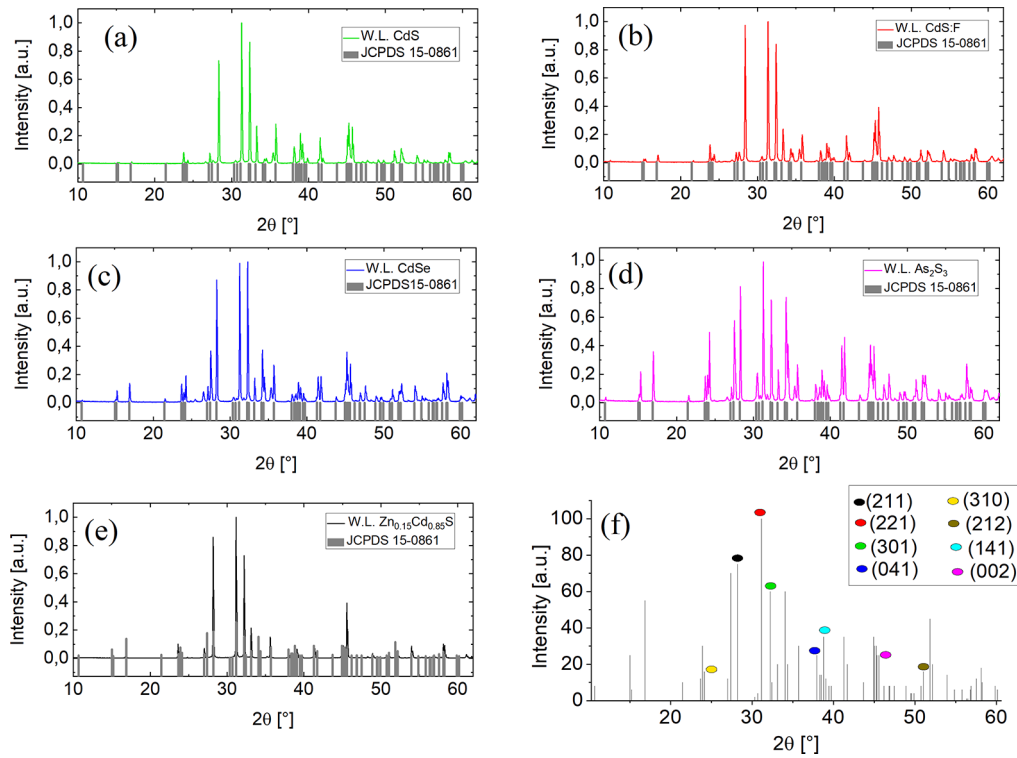 (a)
W.L. CdS
JCPDS 15-0861
Intensity [a.u.]
1,0
0,8
0,6
0,4
0,2
0,0
10 20 30 40 50 60
2θ [°]
(b)
W.L. CdS:F
JCPDS 15-0861
Intensity [a.u.]
1,0
0,8
0,6
0,4
0,2
0,0
10 20 30 40 50 60
2θ [°]
(c)
W.L. CdSe
JCPDS15-0861
Intensity [a.u.]
1,0
0,8
0,6
0,4
0,2
0,0
10 20 30 40 50 60
2θ [°]
(d)
W.L. As₂S₃
JCPDS 15-0861
Intensity [a.u.]
1,0
0,8
0,6
0,4
0,2
0,0
10 20 30 40 50 60
2θ [°]
(e)
W.L. Zn₀.₁₅Cd₀.₈₅S
JCPDS 15-0861
Intensity [a.u.]
1,0
0,8
0,6
0,4
0,2
0,0
10 20 30 40 50 60
2θ [°]
(f)
(211) (310)
(221) (212)
(301) (141)
(041) (002)
Intensity [a.u.]
100
80
60
40
20
0
20 30 40 50 60
2θ [°]